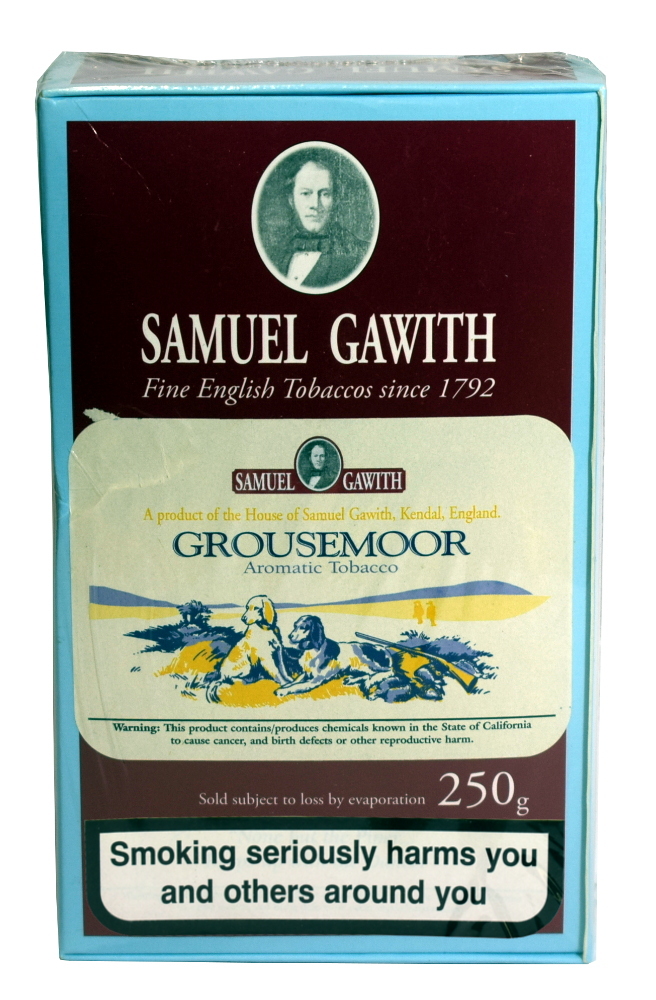 SAMUEL GAWITH
Fine English Tobaccos since 1792
SAMUEL GAWITH
A product of the House of Samuel Gawith, Kendal, England.
GROUSEMOOR
Aromatic Tobacco
Warning: This product contains/produces chemicals known in the State of California
to cause cancer, and birth defects or other reproductive harm.
Sold subject to loss by evaporation 250g
Smoking seriously harms you
and others around you